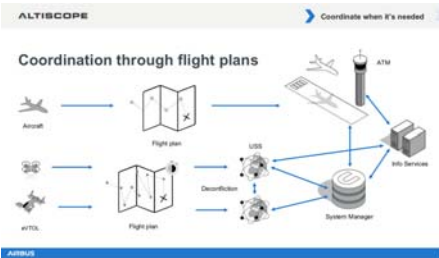 ALTISCOPE
Coordinate when it's needed
Coordination through flight plans
ATM
Aircraft
Flight plan
USS
Info Services
Deconfliction
eVTOL
Flight plan
System Manager
AIRBUS